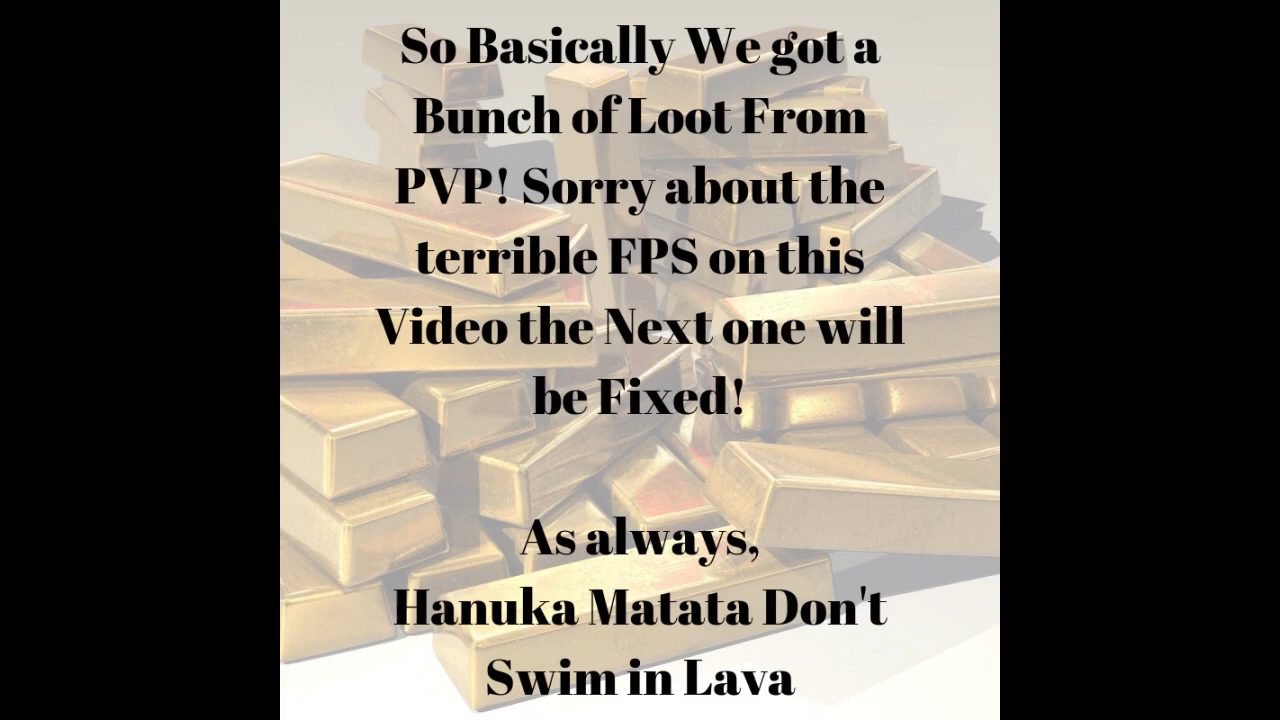 So Basically We got a
Bunch of Loot From
PVP! Sorry about the
terrible FPS on this
Video the Next one will
be Fixed!
As always,
Hanuka Matata Don't
Swim in Lava